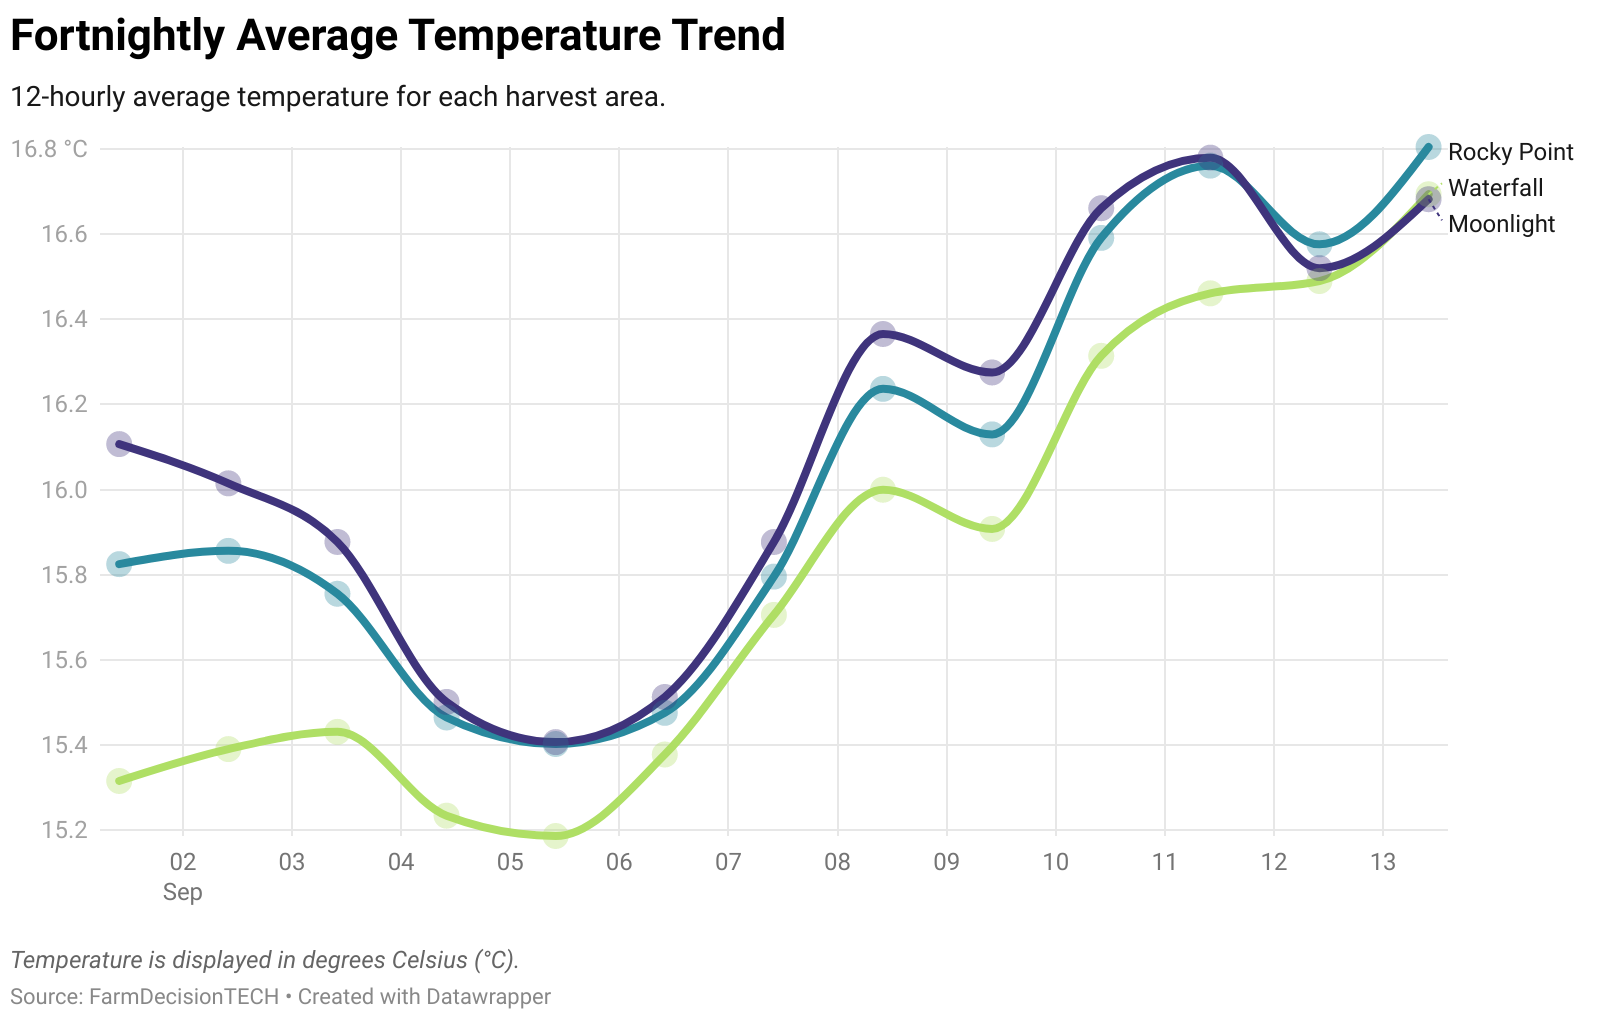 Fortnightly Average Temperature Trend
12-hourly average temperature for each harvest area.
16.8 °C
16.6
16.4
16.2
16.0
15.8
15.6
15.4
15.2
Rocky Point
Waterfall
Moonlight
02 03 04 05 06 07 08 09 10 11 12 13
Sep
Temperature is displayed in degrees Celsius (°C).
Source: FarmDecisionTECH • Created with Datawrapper